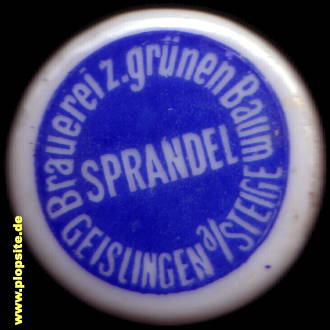 Brauerei z. grünen Baum
SPRANDEL
GEISLINGEN a/STEIGE
www.plopsite.de